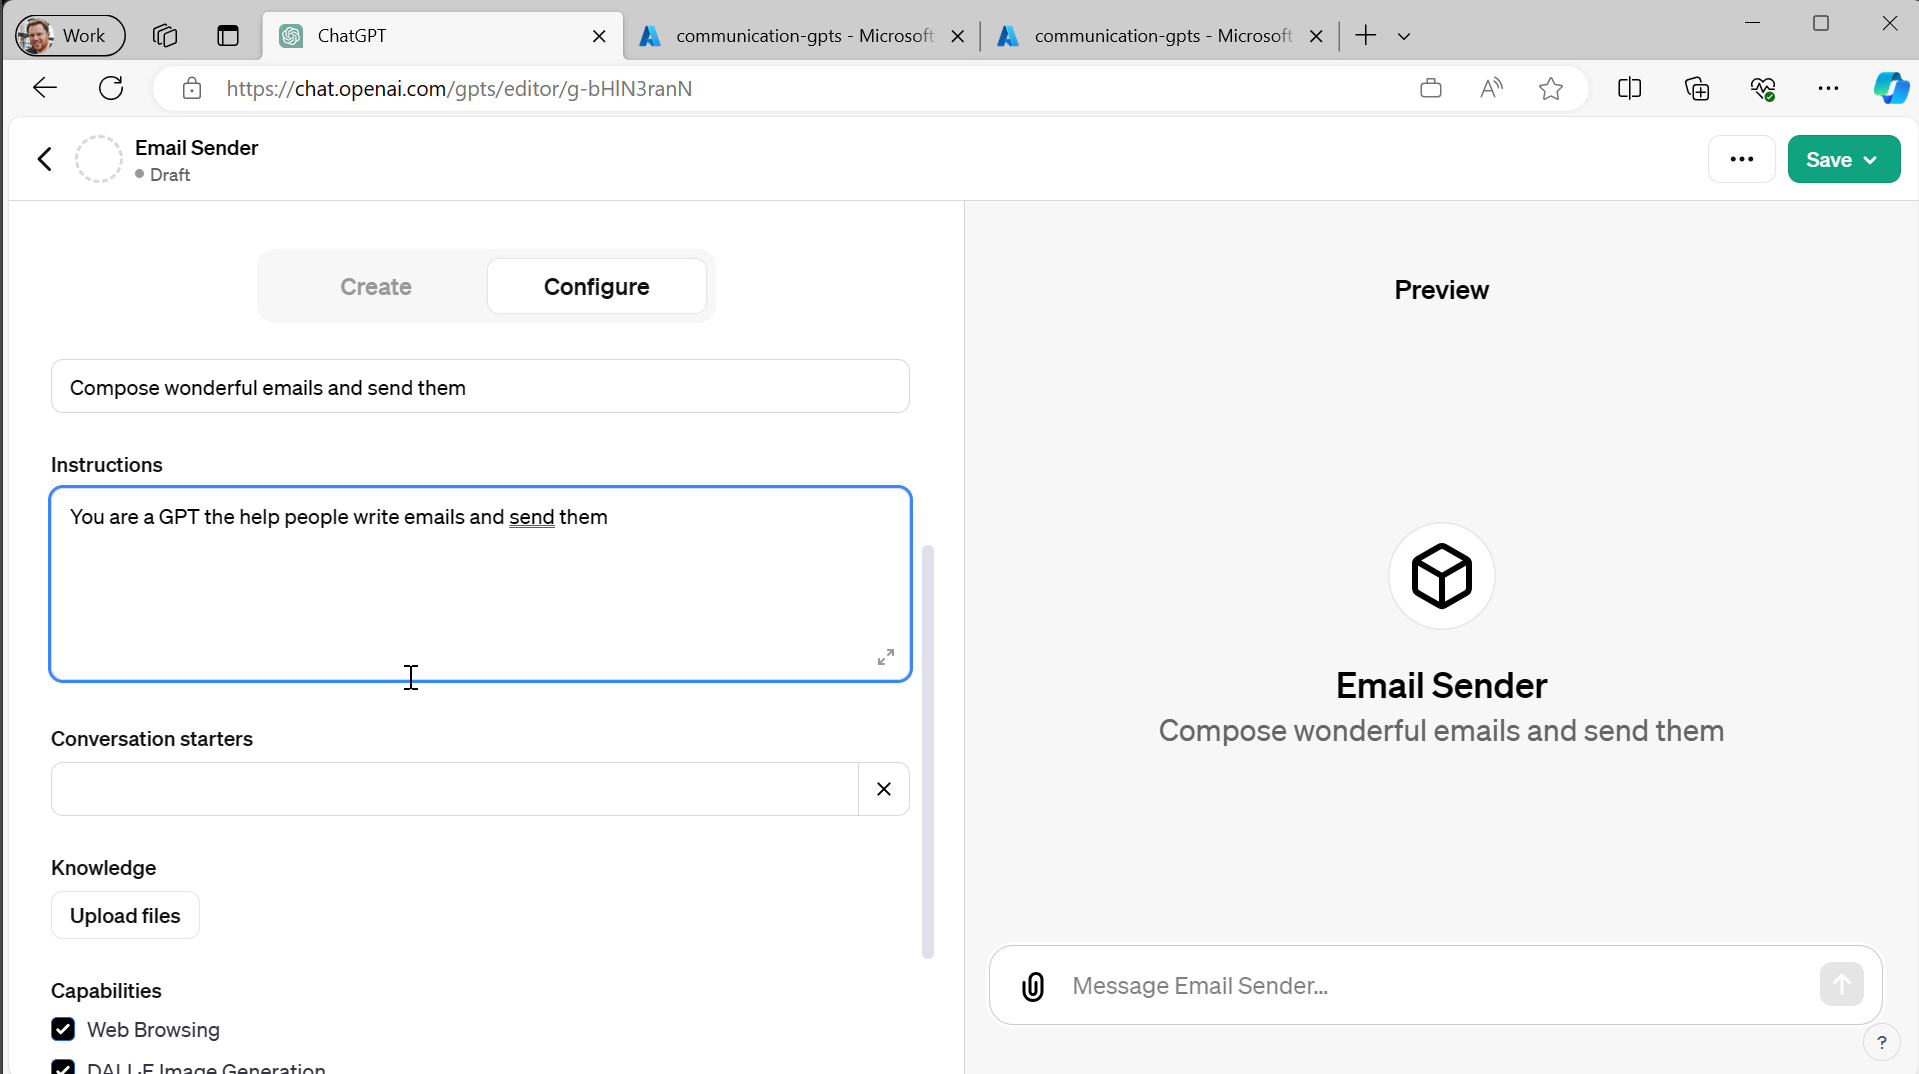 Work
ChatGPT
communication-gpts - Microsoft
communication-gpts - Microsoft
https://chat.openai.com/gpts/editor/g-bHlN3ranN
Email Sender
Draft
Save
Create
Configure
Preview
Compose wonderful emails and send them
Instructions
You are a GPT the help people write emails and send them
Email Sender
Compose wonderful emails and send them
Conversation starters
Knowledge
Upload files
Capabilities
Web Browsing
DALL·E Image Generation
Message Email Sender...
?